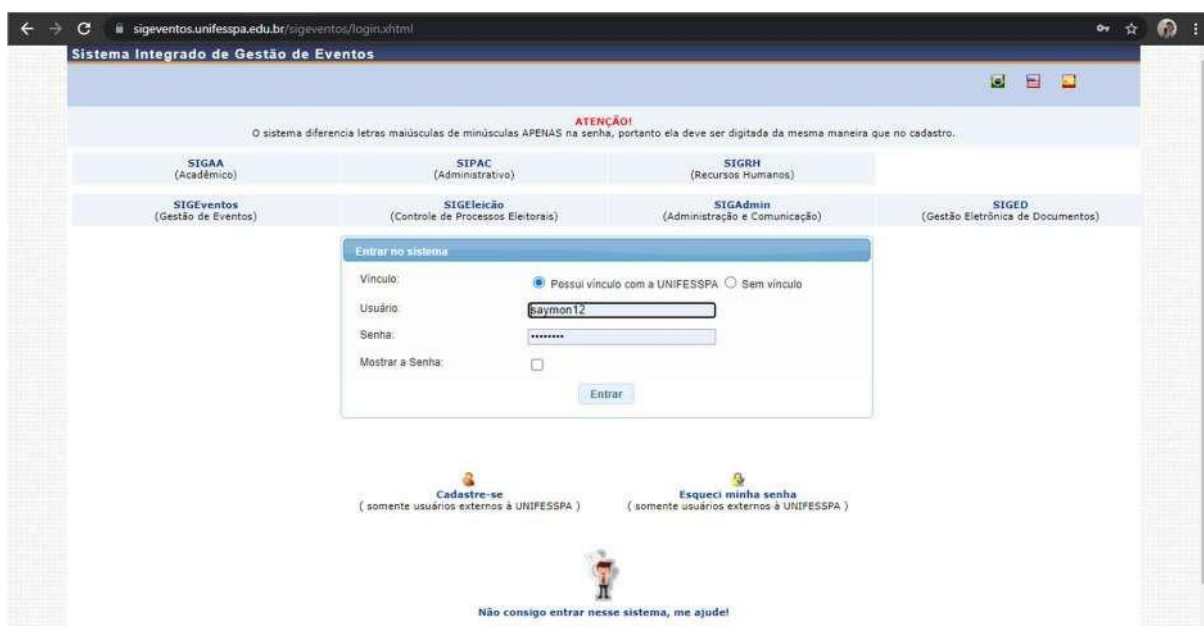 sigeventos.unifesspa.edu.br/sigeventos/login.xhtml
Sistema Integrado de Gestão de Eventos
ATENÇÃO!
O sistema diferencia letras maiúsculas de minúsculas APENAS na senha, portanto ela deve ser digitada da mesma maneira que no cadastro.
SIGAA
(Acadêmico)
SIPAC
(Administrativo)
SIGRH
(Recursos Humanos)
SIGEventos
(Gestão de Eventos)
SIGEleicão
(Controle de Processos Eleitorais)
SIGAdmin
(Administração e Comunicação)
SIGED
(Gestão Eletrônica de Documentos)
Entrar no sistema
Vínculo:
Possui vínculo com a UNIFESSPA
Sem vínculo
Usuário:
saymon12
Senha:
••••••••
Mostrar a Senha:
Entrar
Cadastre-se
( somente usuários externos à UNIFESSPA )
Esqueci minha senha
( somente usuários externos à UNIFESSPA )
Não consigo entrar nesse sistema, me ajude!